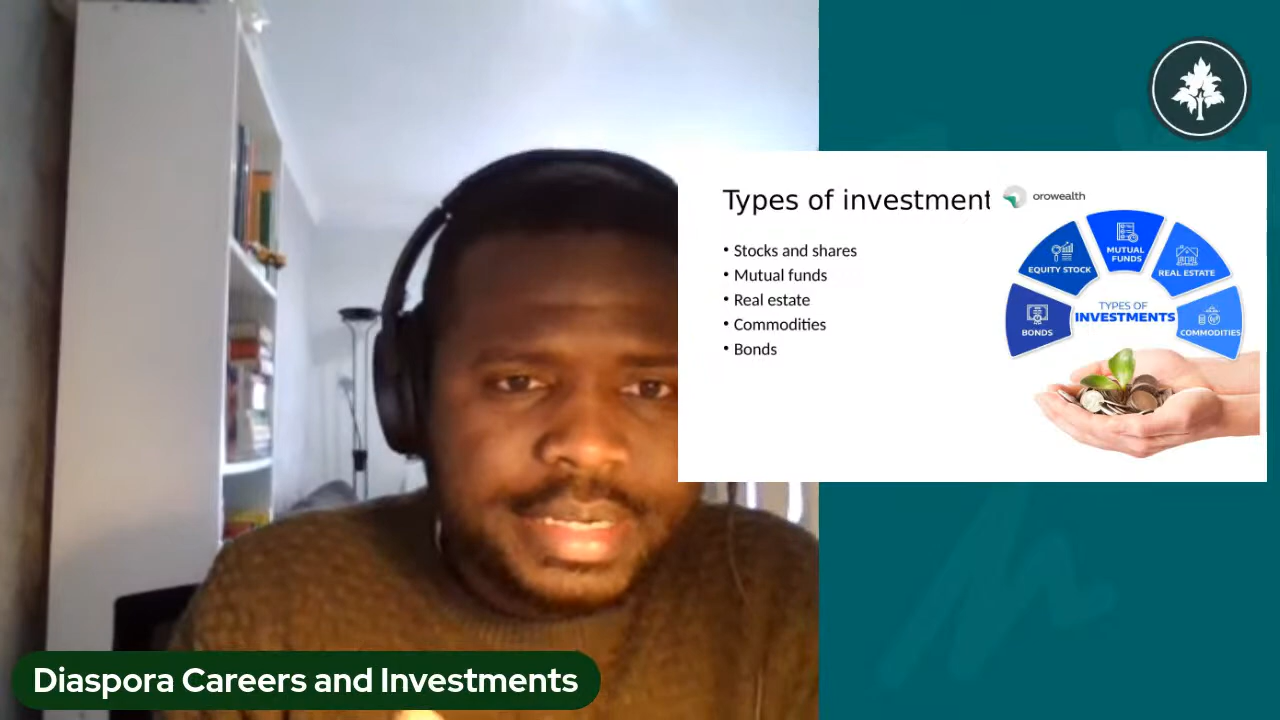 Types of investment
orowealth
• Stocks and shares
• Mutual funds
• Real estate
• Commodities
• Bonds
BONDS
EQUITY STOCK
MUTUAL
FUNDS
REAL ESTATE
COMMODITIES
TYPES OF
INVESTMENTS
Diaspora Careers and Investments